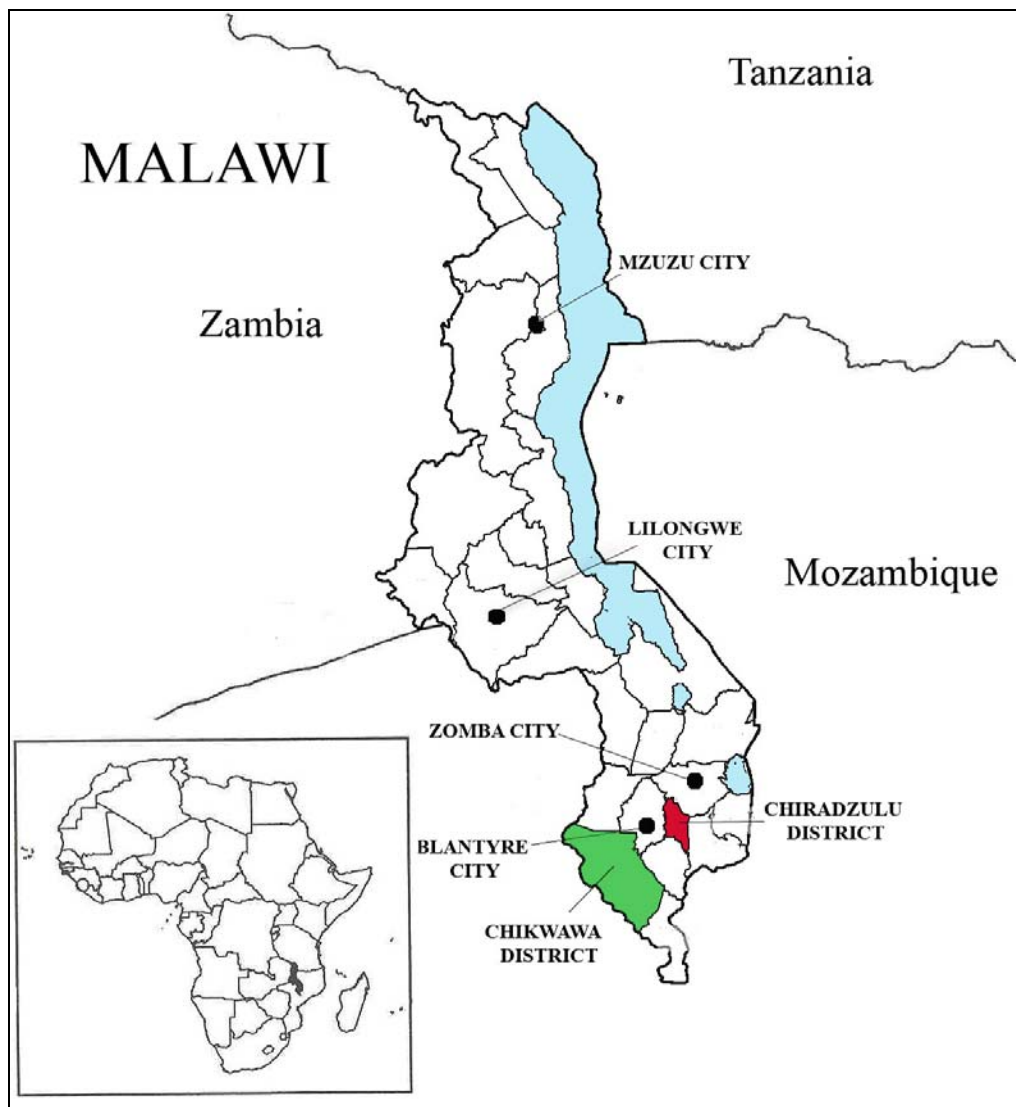 Tanzania
MALAWI
MZUZU CITY
Zambia
LILONGWE
CITY
Mozambique
ZOMBA CITY
CHIRADZULU
DISTRICT
BLANTYRE
CITY
CHIKWAWA
DISTRICT